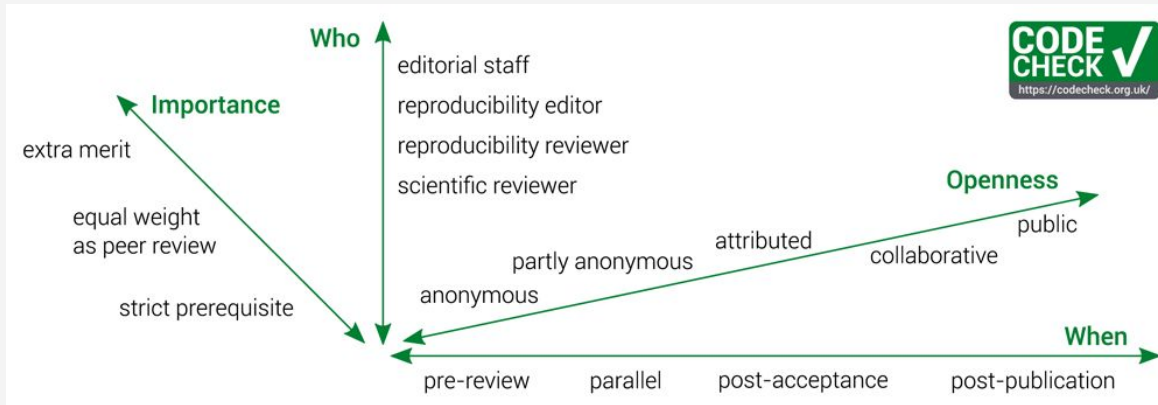 Who
editorial staff
reproducibility editor
reproducibility reviewer
scientific reviewer
Importance
extra merit
equal weight
as peer review
strict prerequisite
CODE
CHECK
https://codecheck.org.uk/
Openness
anonymous
partly anonymous
attributed
collaborative
public
When
pre-review
parallel
post-acceptance
post-publication